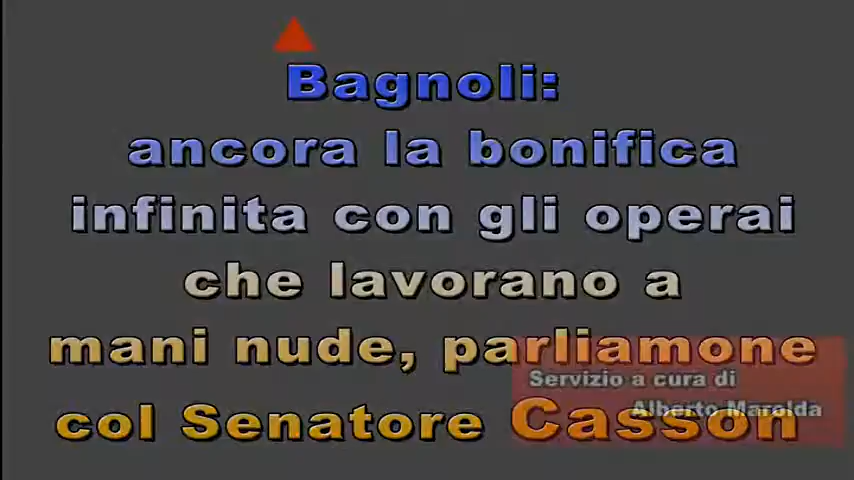 Bagnoli:
ancora la bonifica
infinita con gli operai
che lavorano a
mani nude, parliamone
col Senatore Casson
Servizio a cura di
Alberto Marolda